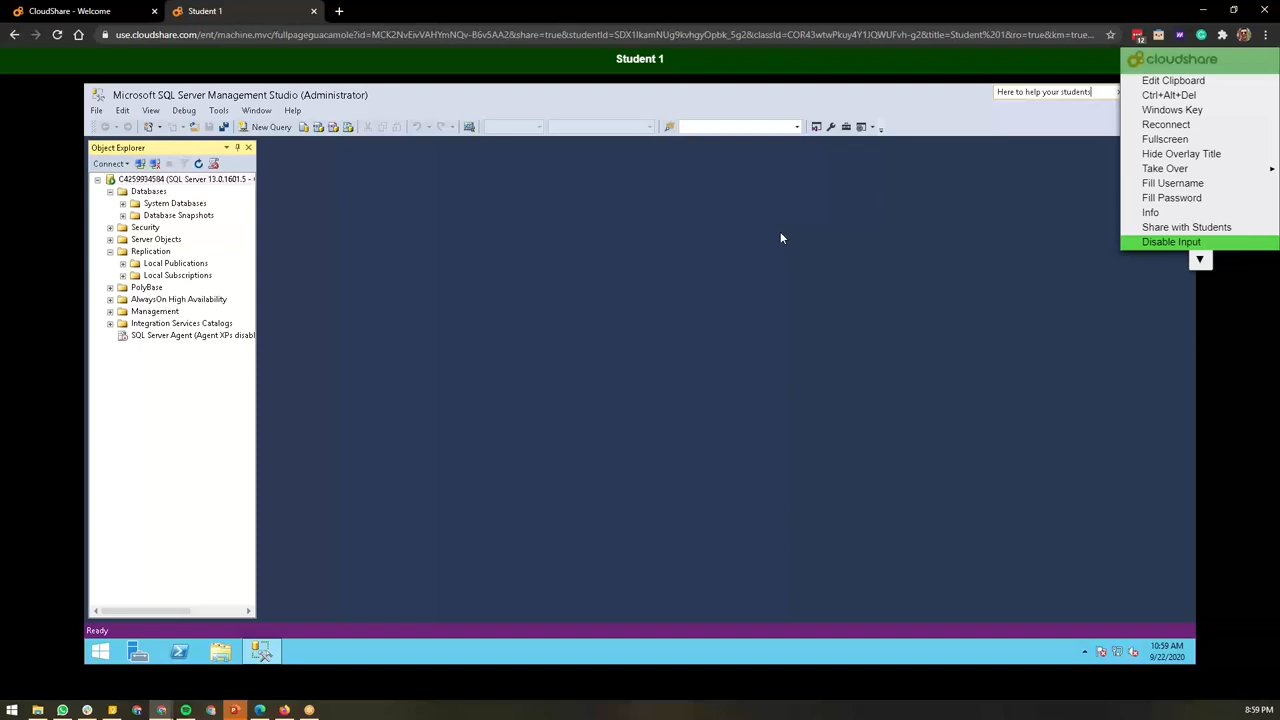 CloudShare - Welcome
Student 1
use.cloudshare.com/ent/machine.mvc/fullpageguacamole?id=MCK2NvEivVAHYmNQv-B6v5AA2&share=true&studentId=SDX1IkamNUg9kvhgyOpbk_5g2&classId=COR43wtwPkuy4Y1JQWUFvh-g2&title=Student%201&ro=true&km=true...
12
Student 1
cloudshare
Edit Clipboard
Ctrl+Alt+Del
Windows Key
Reconnect
Fullscreen
Hide Overlay Title
Take Over
Fill Username
Fill Password
Info
Share with Students
Disable Input
Microsoft SQL Server Management Studio (Administrator)
Here to help your students
File Edit View Debug Tools Window Help
New Query
Object Explorer
Connect
C4259934584 (SQL Server 13.0.1601.5 -
Databases
System Databases
Database Snapshots
Security
Server Objects
Replication
Local Publications
Local Subscriptions
PolyBase
AlwaysOn High Availability
Management
Integration Services Catalogs
SQL Server Agent (Agent XPs disabl
Ready
10:59 AM
9/22/2020
8:59 PM